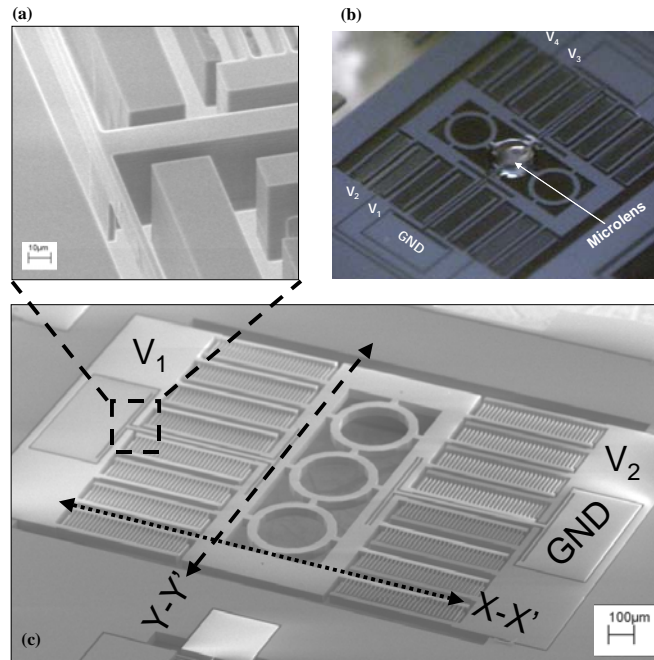 (a)
(b)
10µm
V4
V3
V2
V1
GND
Microlens
V1
V2
GND
Y-Y'
X-X'
(c)
100µm